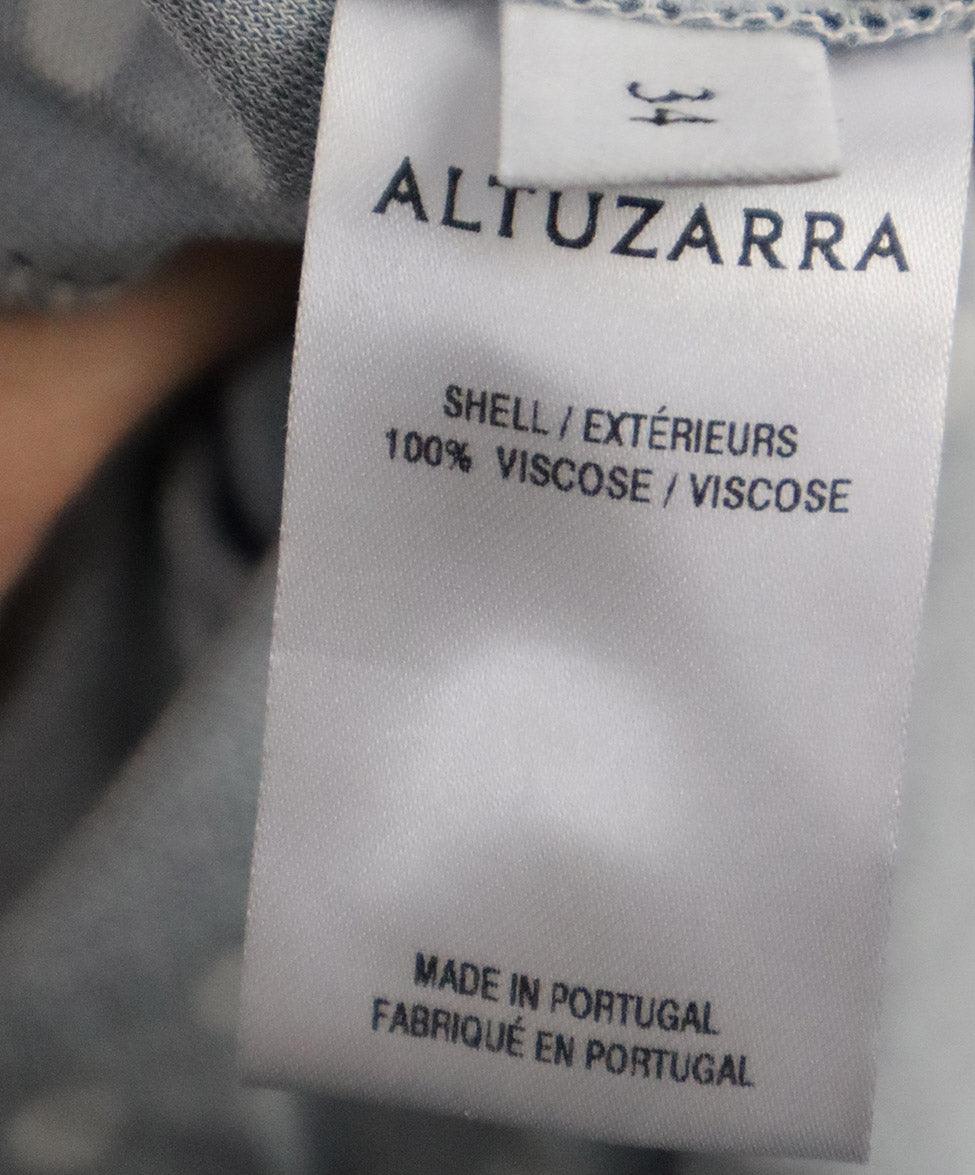 34
ALTUZARRA
SHELL / EXTÉRIEURS
100% VISCOSE / VISCOSE
MADE IN PORTUGAL
FABRIQUÉ EN PORTUGAL